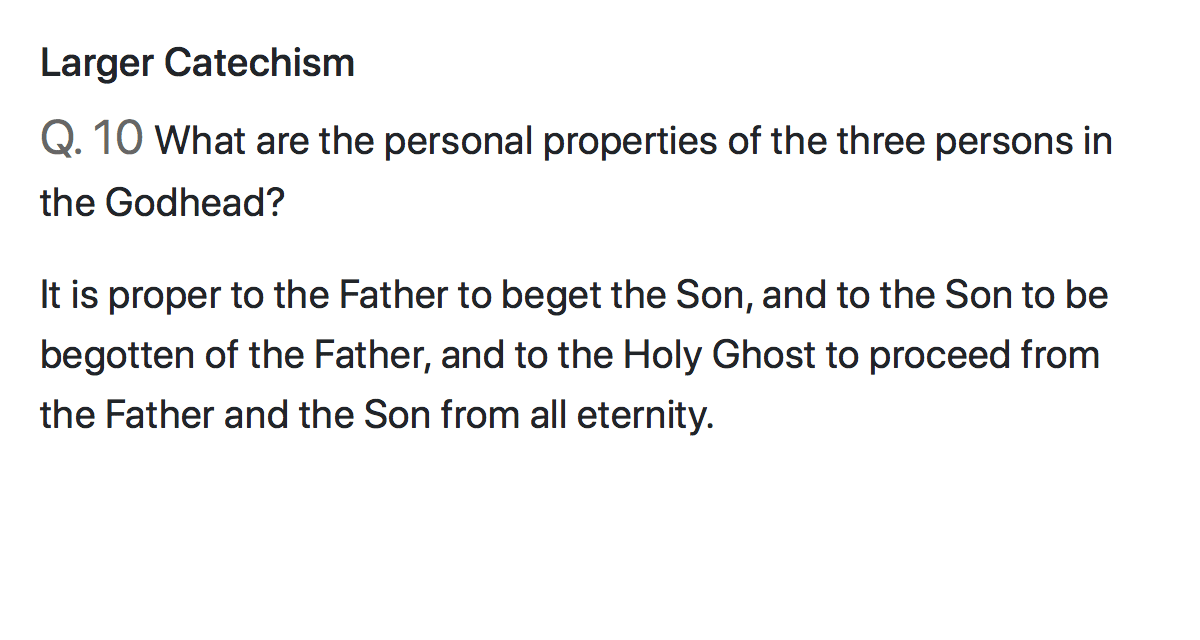 Larger Catechism
Q. 10 What are the personal properties of the three persons in
the Godhead?
It is proper to the Father to beget the Son, and to the Son to be
begotten of the Father, and to the Holy Ghost to proceed from
the Father and the Son from all eternity.